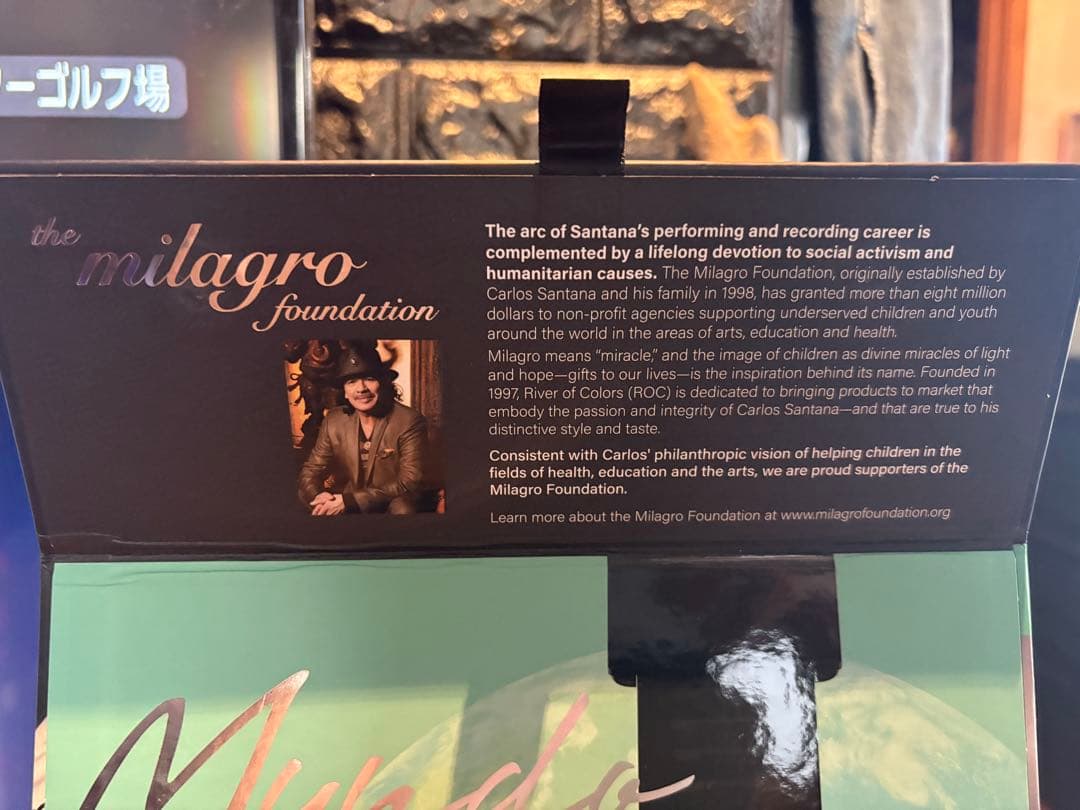 ーゴルフ場
the
milagro
foundation
The arc of Santana's performing and recording career is
complemented by a lifelong devotion to social activism and
humanitarian causes. The Milagro Foundation, originally established by
Carlos Santana and his family in 1998, has granted more than eight million
dollars to non-profit agencies supporting underserved children and youth
around the world in the areas of arts, education and health.
Milagro means “miracle,” and the image of children as divine miracles of light
and hope—gifts to our lives—is the inspiration behind its name. Founded in
1997, River of Colors (ROC) is dedicated to bringing products to market that
embody the passion and integrity of Carlos Santana—and that are true to his
distinctive style and taste.
Consistent with Carlos' philanthropic vision of helping children in the
fields of health, education and the arts, we are proud supporters of the
Milagro Foundation.
Learn more about the Milagro Foundation at www.milagrofoundation.org
Mundo